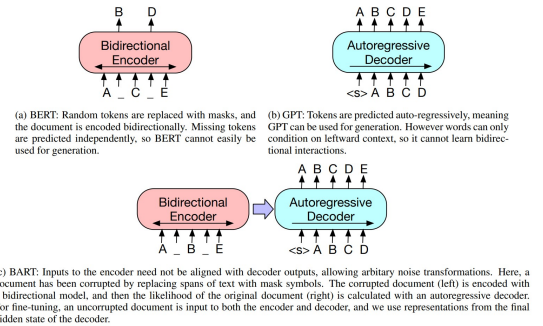 B D
Bidirectional
Encoder
A _ C _ E
A B C D E
Autoregressive
Decoder
<s> A B C D
(a) BERT: Random tokens are replaced with masks, and
the document is encoded bidirectionally. Missing tokens
are predicted independently, so BERT cannot easily be
used for generation.
(b) GPT: Tokens are predicted auto-regressively, meaning
GPT can be used for generation. However words can only
condition on leftward context, so it cannot learn bidirec-
tional interactions.
Bidirectional
Encoder
A _ B _ E
A B C D E
Autoregressive
Decoder
<s> A B C D
c) BART: Inputs to the encoder need not be aligned with decoder outputs, allowing arbitary noise transformations. Here, a
ocument has been corrupted by replacing spans of text with mask symbols. The corrupted document (left) is encoded with
bidirectional model, and then the likelihood of the original document (right) is calculated with an autoregressive decoder.
or fine-tuning, an uncorrupted document is input to both the encoder and decoder, and we use representations from the final
idden state of the decoder.